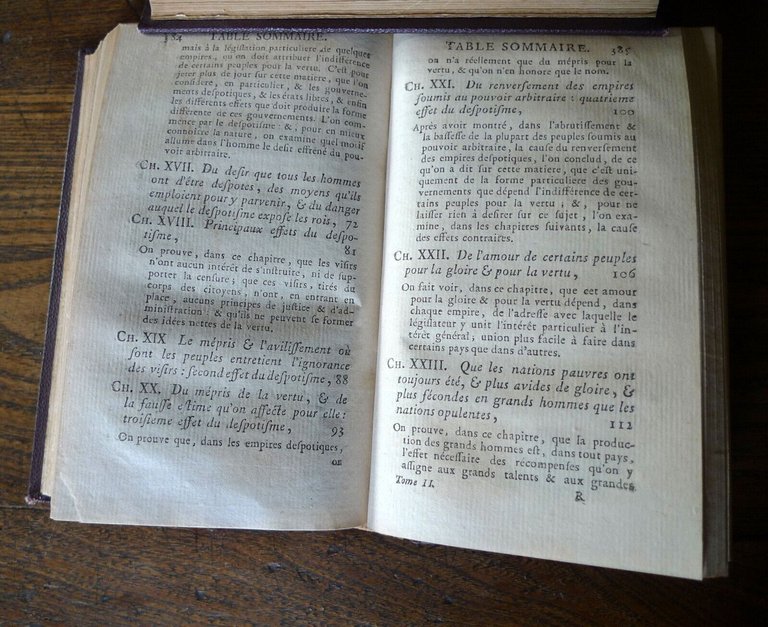 384 TABLE SOMMAIRE.
mais à la législation particuliere de quelques
empires, ou en doit attribuer l'indifférence
de certains peuples pour la vertu. C'est pour
jeter plus de jour sur cette matiere, que l'on
considere, en particulier, & les gouverne-
mens despotiques, & les états libres, & enfin
les différents effets que doit produire la forme
différente de ces gouvernements. L'on com-
mence par le despotisme: &, pour en mieux
connoître la nature, on examine quel motif
allume dans l'homme le desir effréné du pou-
voir arbitraire.
CH. XVII. Du desir que tous les hommes
ont d'être despotes, des moyens qu'ils
emploient pour y parvenir, & du danger
auquel le despotisme expose les rois, 72
CH. XVIII. Principaux effets du despo-
tisme, 81
On prouve, dans ce chapitre, que les visirs
n'ont aucun intérêt de s'instruire, ni de sup-
porter la censure; que ces visirs, tirés du
corps des citoyens, n'ont, en entrant en
place, aucuns principes de justice & d'ad-
ministration: & qu'ils ne peuvent se former
des idées nettes de la vertu.
CH. XIX Le mépris & l'avilissement où
sont les peuples entretient l'ignorance
des visirs: second effet du despotisme, 88
CH. XX. Du mépris de la vertu, & de
la fausse estime qu'on affecte pour elle:
troisieme effet du despotisme, 93
On prouve que, dans les empires despotiques,
on
TABLE SOMMAIRE. 385
on n'a réellement que du mépris pour la
vertu, & qu'on n'en honore que le nom.
CH. XXI. Du renversement des empires
soumis au pouvoir arbitraire: quatrieme
effet du despotisme, 100
Après avoir montré, dans l'abrutissement &
la bassesse de la plupart des peuples soumis au
pouvoir arbitraire, la cause du renversement
des empires despotiques, l'on conclud, de ce
qu'on a dit sur cette matiere, que c'est uni-
quement de la forme particuliere des gou-
vernements que dépend l'indifférence de cer-
tains peuples pour la vertu; &, pour ne
laisser rien à desirer sur ce sujet, l'on exa-
mine, dans les chapitres suivants, la cause
des effets contraires.
CH. XXII. De l'amour de certains peuples
pour la gloire & pour la vertu, 106
On fait voir, dans ce chapitre, que cet amour
pour la gloire & pour la vertu dépend, dans
chaque empire, de l'adresse avec laquelle le
législateur y unit l'intérêt particulier à l'in-
térêt général; union plus facile à faire dans
certains pays que dans d'autres.
CH. XXIII. Que les nations pauvres ont
toujours été, & plus avides de gloire, &
plus fécondes en grands hommes que les
nations opulentes, 112
On prouve, dans ce chapitre, que la produc-
tion des grands hommes est, dans tout pays,
l'effet nécessaire des récompenses qu'on y
assigne aux grands talents & aux grandes
Tome II. R